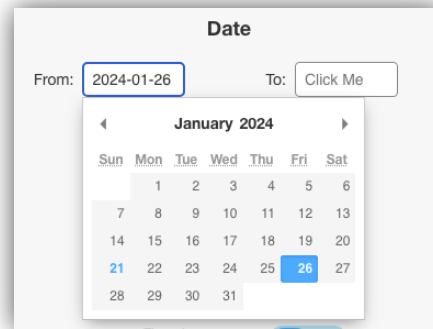 Date
From: 2024-01-26 To: Click Me
January 2024
Sun Mon Tue Wed Thu Fri Sat
1 2 3 4 5 6
7 8 9 10 11 12 13
14 15 16 17 18 19 20
21 22 23 24 25 26 27
28 29 30 31